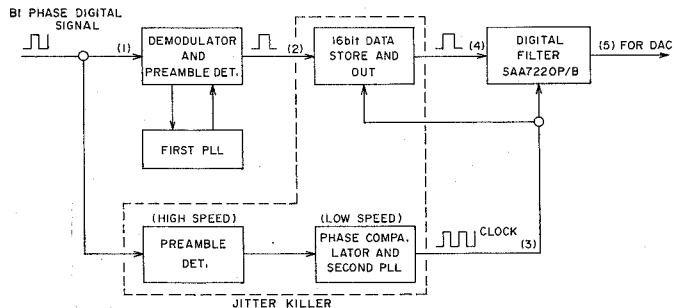 BI PHASE DIGITAL
SIGNAL
(1)
DEMODULATOR
AND
PREAMBLE DET.
(2)
16bit DATA
STORE AND
OUT
(4)
DIGITAL
FILTER
SAA7220P/B
(5) FOR DAC
FIRST PLL
(HIGH SPEED)
PREAMBLE
DET.
(LOW SPEED)
PHASE COMPA.
LATOR AND
SECOND PLL
CLOCK
(3)
JITTER KILLER